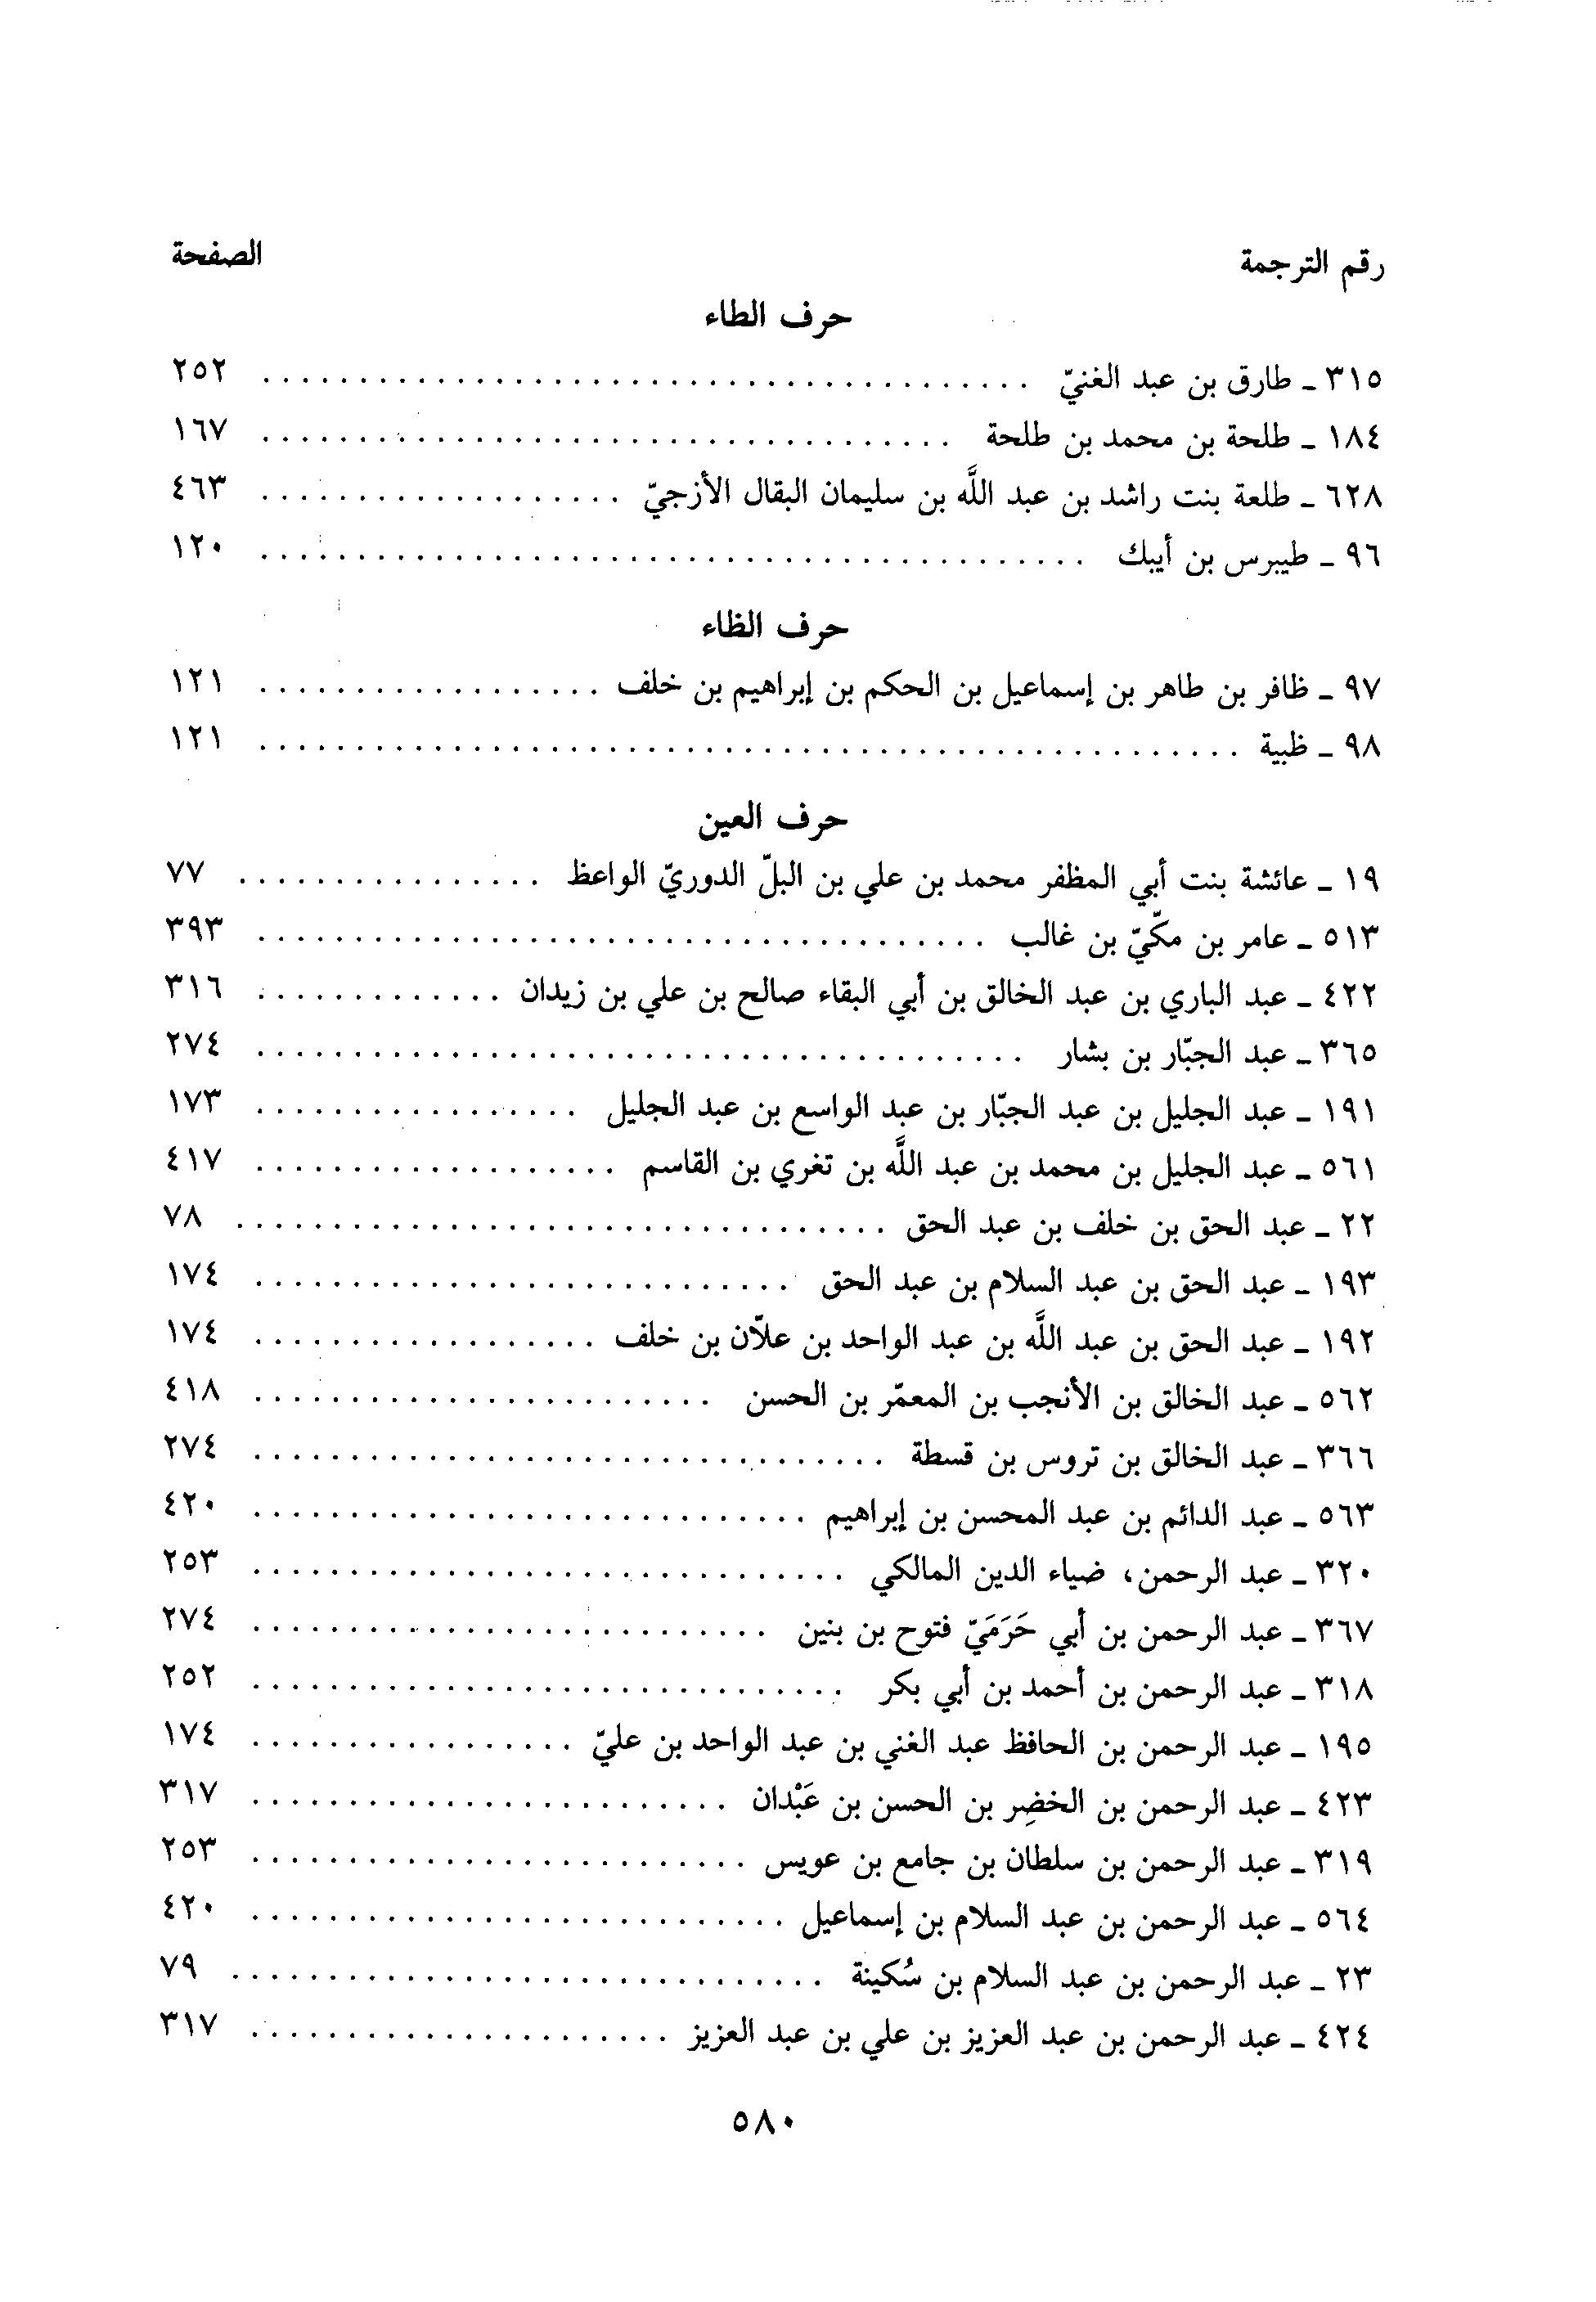 رقم الترجمة الصفحة
حرف الطاء
٣١٥ ـ طارق بن عبد الغنيّ . . . . . . . . . . . . . . . . . . . . ٢٥٢
١٨٤ ـ طلحة بن محمد بن طلحة . . . . . . . . . . . . . . . . . . . . ١٦٧
٦٢٨ ـ طلعة بنت راشد بن عبد اللَّه بن سليمان البقال الأزجيّ . . . . . . . . . . ٤٦٣
٩٦ ـ طيبرس بن أيبك . . . . . . . . . . . . . . . . . . . . ١٢٠
حرف الظاء
٩٧ ـ ظافر بن طاهر بن إسماعيل بن الحكم بن إبراهيم بن خلف . . . . . . . . . . ١٢١
٩٨ ـ ظبية . . . . . . . . . . . . . . . . . . . . ١٢١
حرف العين
١٩ ـ عائشة بنت أبي المظفر محمد بن علي بن البلّ الدوريّ الواعظ . . . . . . . . . . ٧٧
٥١٣ ـ عامر بن مكّيّ بن غالب . . . . . . . . . . . . . . . . . . . . ٣٩٣
٤٢٢ ـ عبد الباري بن عبد الخالق بن أبي البقاء صالح بن علي بن زيدان . . . . . . . . . . ٣١٦
٣٦٥ ـ عبد الجبّار بن بشار . . . . . . . . . . . . . . . . . . . . ٢٧٤
١٩١ ـ عبد الجليل بن عبد الجبّار بن عبد الواسع بن عبد الجليل . . . . . . . . . . ١٧٣
٥٦١ ـ عبد الجليل بن محمد بن عبد اللَّه بن تغري بن القاسم . . . . . . . . . . ٤١٧
٢٢ ـ عبد الحق بن خلف بن عبد الحق . . . . . . . . . . . . . . . . . . . . ٧٨
١٩٣ ـ عبد الحق بن عبد السلام بن عبد الحق . . . . . . . . . . . . . . . ١٧٤
١٩٢ ـ عبد الحق بن عبد اللَّه بن عبد الواحد بن علاّن بن خلف . . . . . . . . . . ١٧٤
٥٦٢ ـ عبد الخالق بن الأنجب بن المعمّر بن الحسن . . . . . . . . . . . . . . . ٤١٨
٣٦٦ ـ عبد الخالق بن تروس بن قسطة . . . . . . . . . . . . . . . . . . . . ٢٧٤
٥٦٣ ـ عبد الدائم بن عبد المحسن بن إبراهيم . . . . . . . . . . . . . . . ٤٢٠
٣٢٠ ـ عبد الرحمن، ضياء الدين المالكي . . . . . . . . . . . . . . . ٢٥٣
٣٦٧ ـ عبد الرحمن بن أبي حَرَمَيّ فتوح بن بنين . . . . . . . . . . . . . . . ٢٧٤
٣١٨ ـ عبد الرحمن بن أحمد بن أبي بكر . . . . . . . . . . . . . . . ٢٥٢
١٩٥ ـ عبد الرحمن بن الحافظ عبد الغني بن عبد الواحد بن عليّ . . . . . . . . . . ١٧٤
٤٢٣ ـ عبد الرحمن بن الخضِر بن الحسن بن عَبْدان . . . . . . . . . . . . . . . ٣١٧
٣١٩ ـ عبد الرحمن بن سلطان بن جامع بن عويس . . . . . . . . . . . . . . . ٢٥٣
٥٦٤ ـ عبد الرحمن بن عبد السلام بن إسماعيل . . . . . . . . . . . . . . . ٤٢٠
٢٣ ـ عبد الرحمن بن عبد السلام بن سُكينة . . . . . . . . . . . . . . . ٧٩
٤٢٤ ـ عبد الرحمن بن عبد العزيز بن علي بن عبد العزيز . . . . . . . . . . ٣١٧
٥٨٠